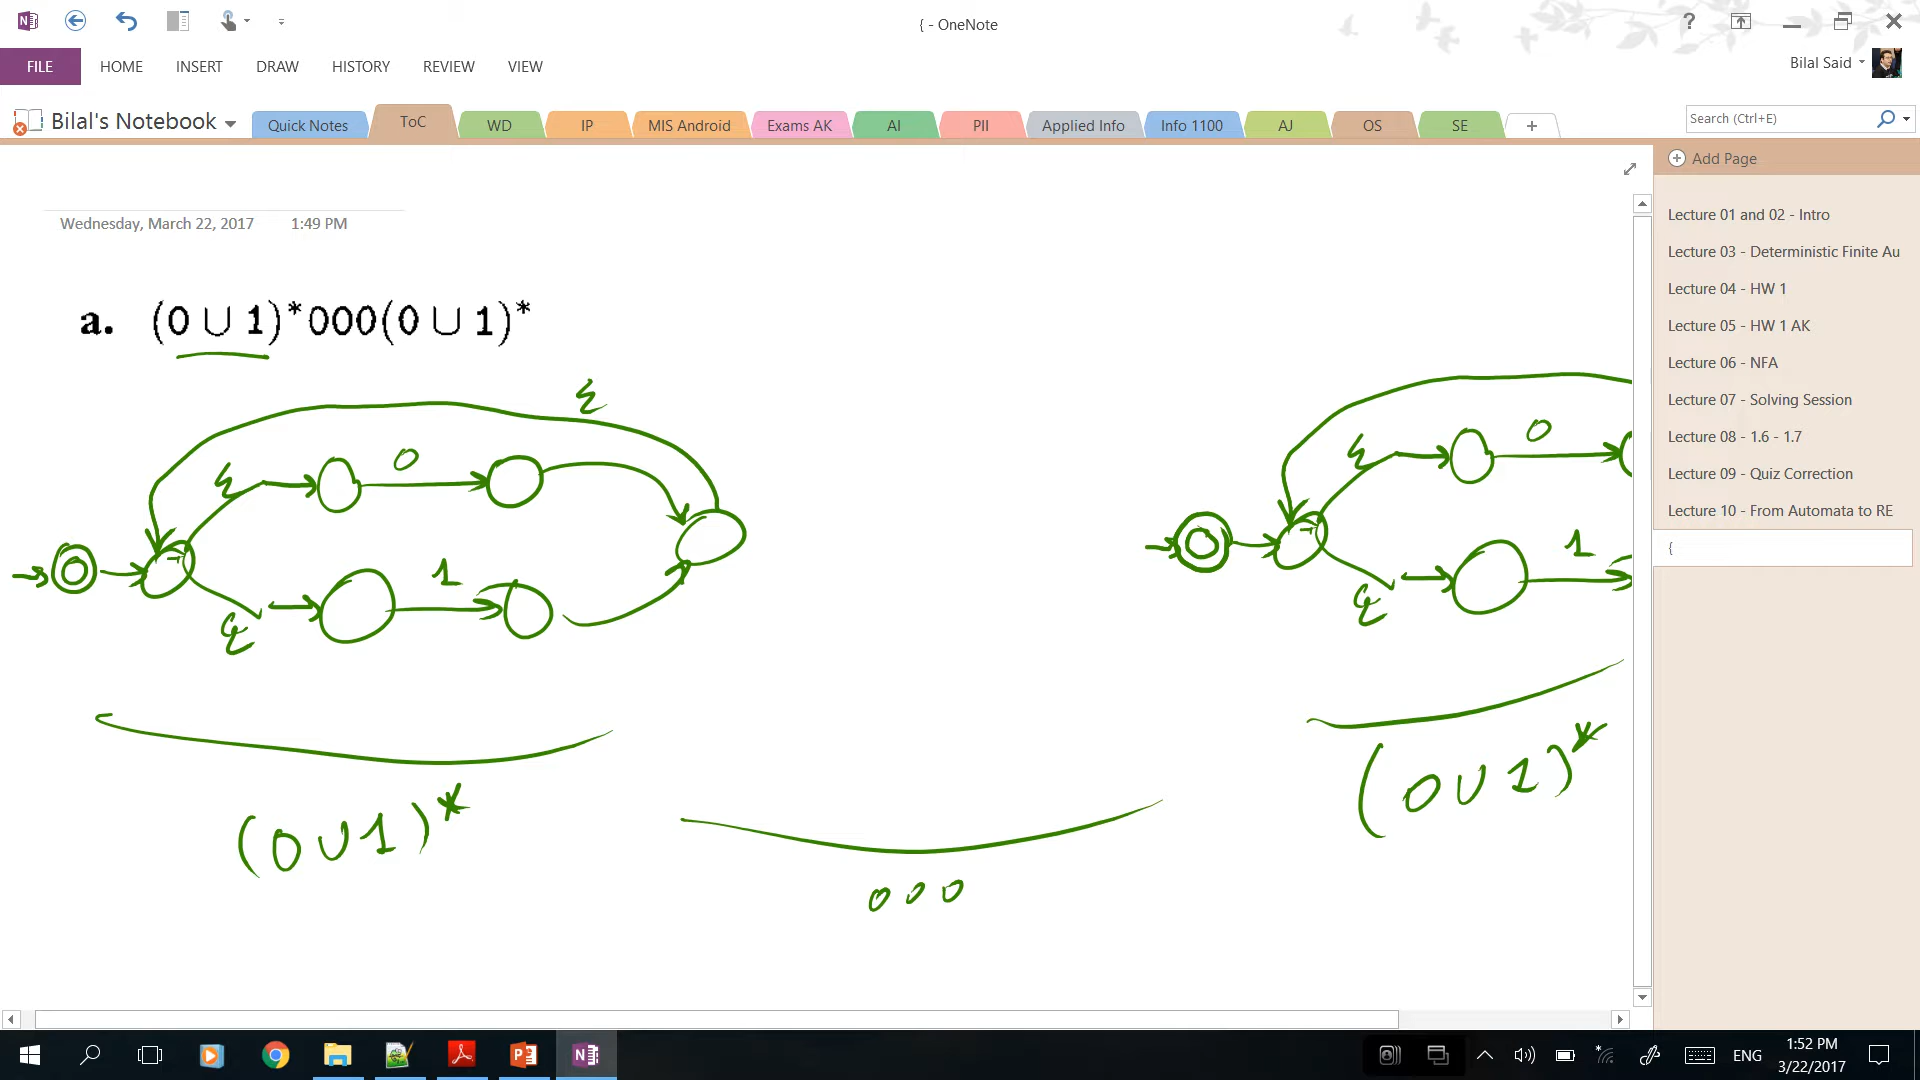 { - OneNote
?
FILE HOME INSERT DRAW HISTORY REVIEW VIEW
Bilal Said
Bilal's Notebook
Quick Notes ToC WD IP MIS Android Exams AK AI PII Applied Info Info 1100 AJ OS SE +
Search (Ctrl+E)
Add Page
Wednesday, March 22, 2017 1:49 PM
Lecture 01 and 02 - Intro
Lecture 03 - Deterministic Finite Au
Lecture 04 - HW 1
Lecture 05 - HW 1 AK
Lecture 06 - NFA
Lecture 07 - Solving Session
Lecture 08 - 1.6 - 1.7
Lecture 09 - Quiz Correction
Lecture 10 - From Automata to RE
{
a. (0 ∪ 1)*000(0 ∪ 1)*
ε
ε 0
ε 1
ε 0
ε 1
(0∪1)*
000
(0∪1)*
ENG
1:52 PM
3/22/2017